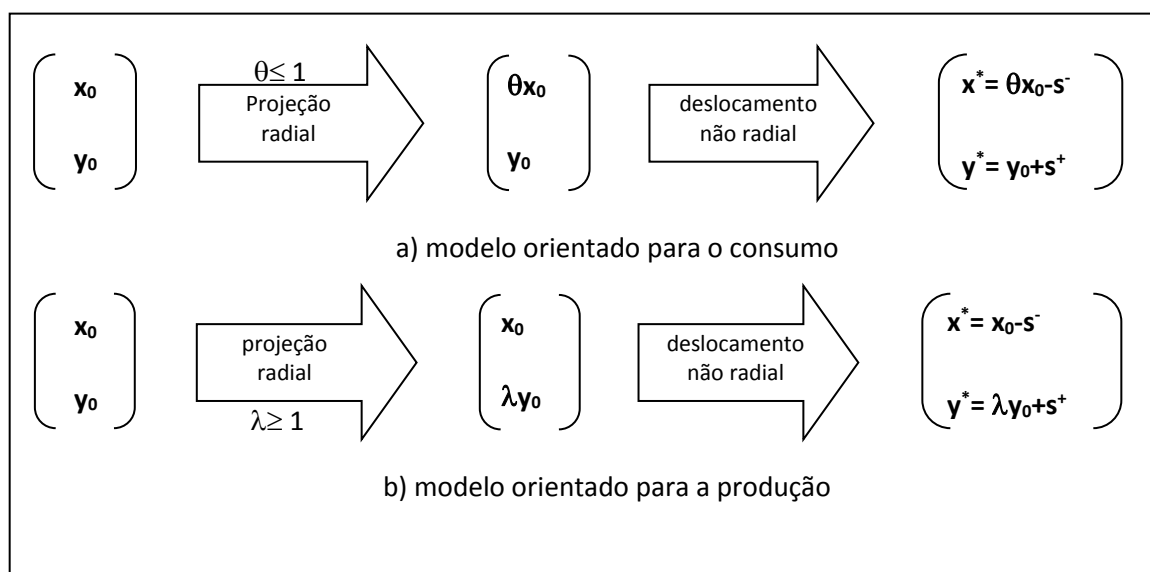 x₀
y₀
θ≤ 1
Projeção
radial
θx₀
y₀
deslocamento
não radial
x*= θx₀-s⁻
y*= y₀+s⁺
a) modelo orientado para o consumo
x₀
y₀
projeção
radial
λ≥ 1
x₀
λy₀
deslocamento
não radial
x*= x₀-s⁻
y*= λy₀+s⁺
b) modelo orientado para a produção